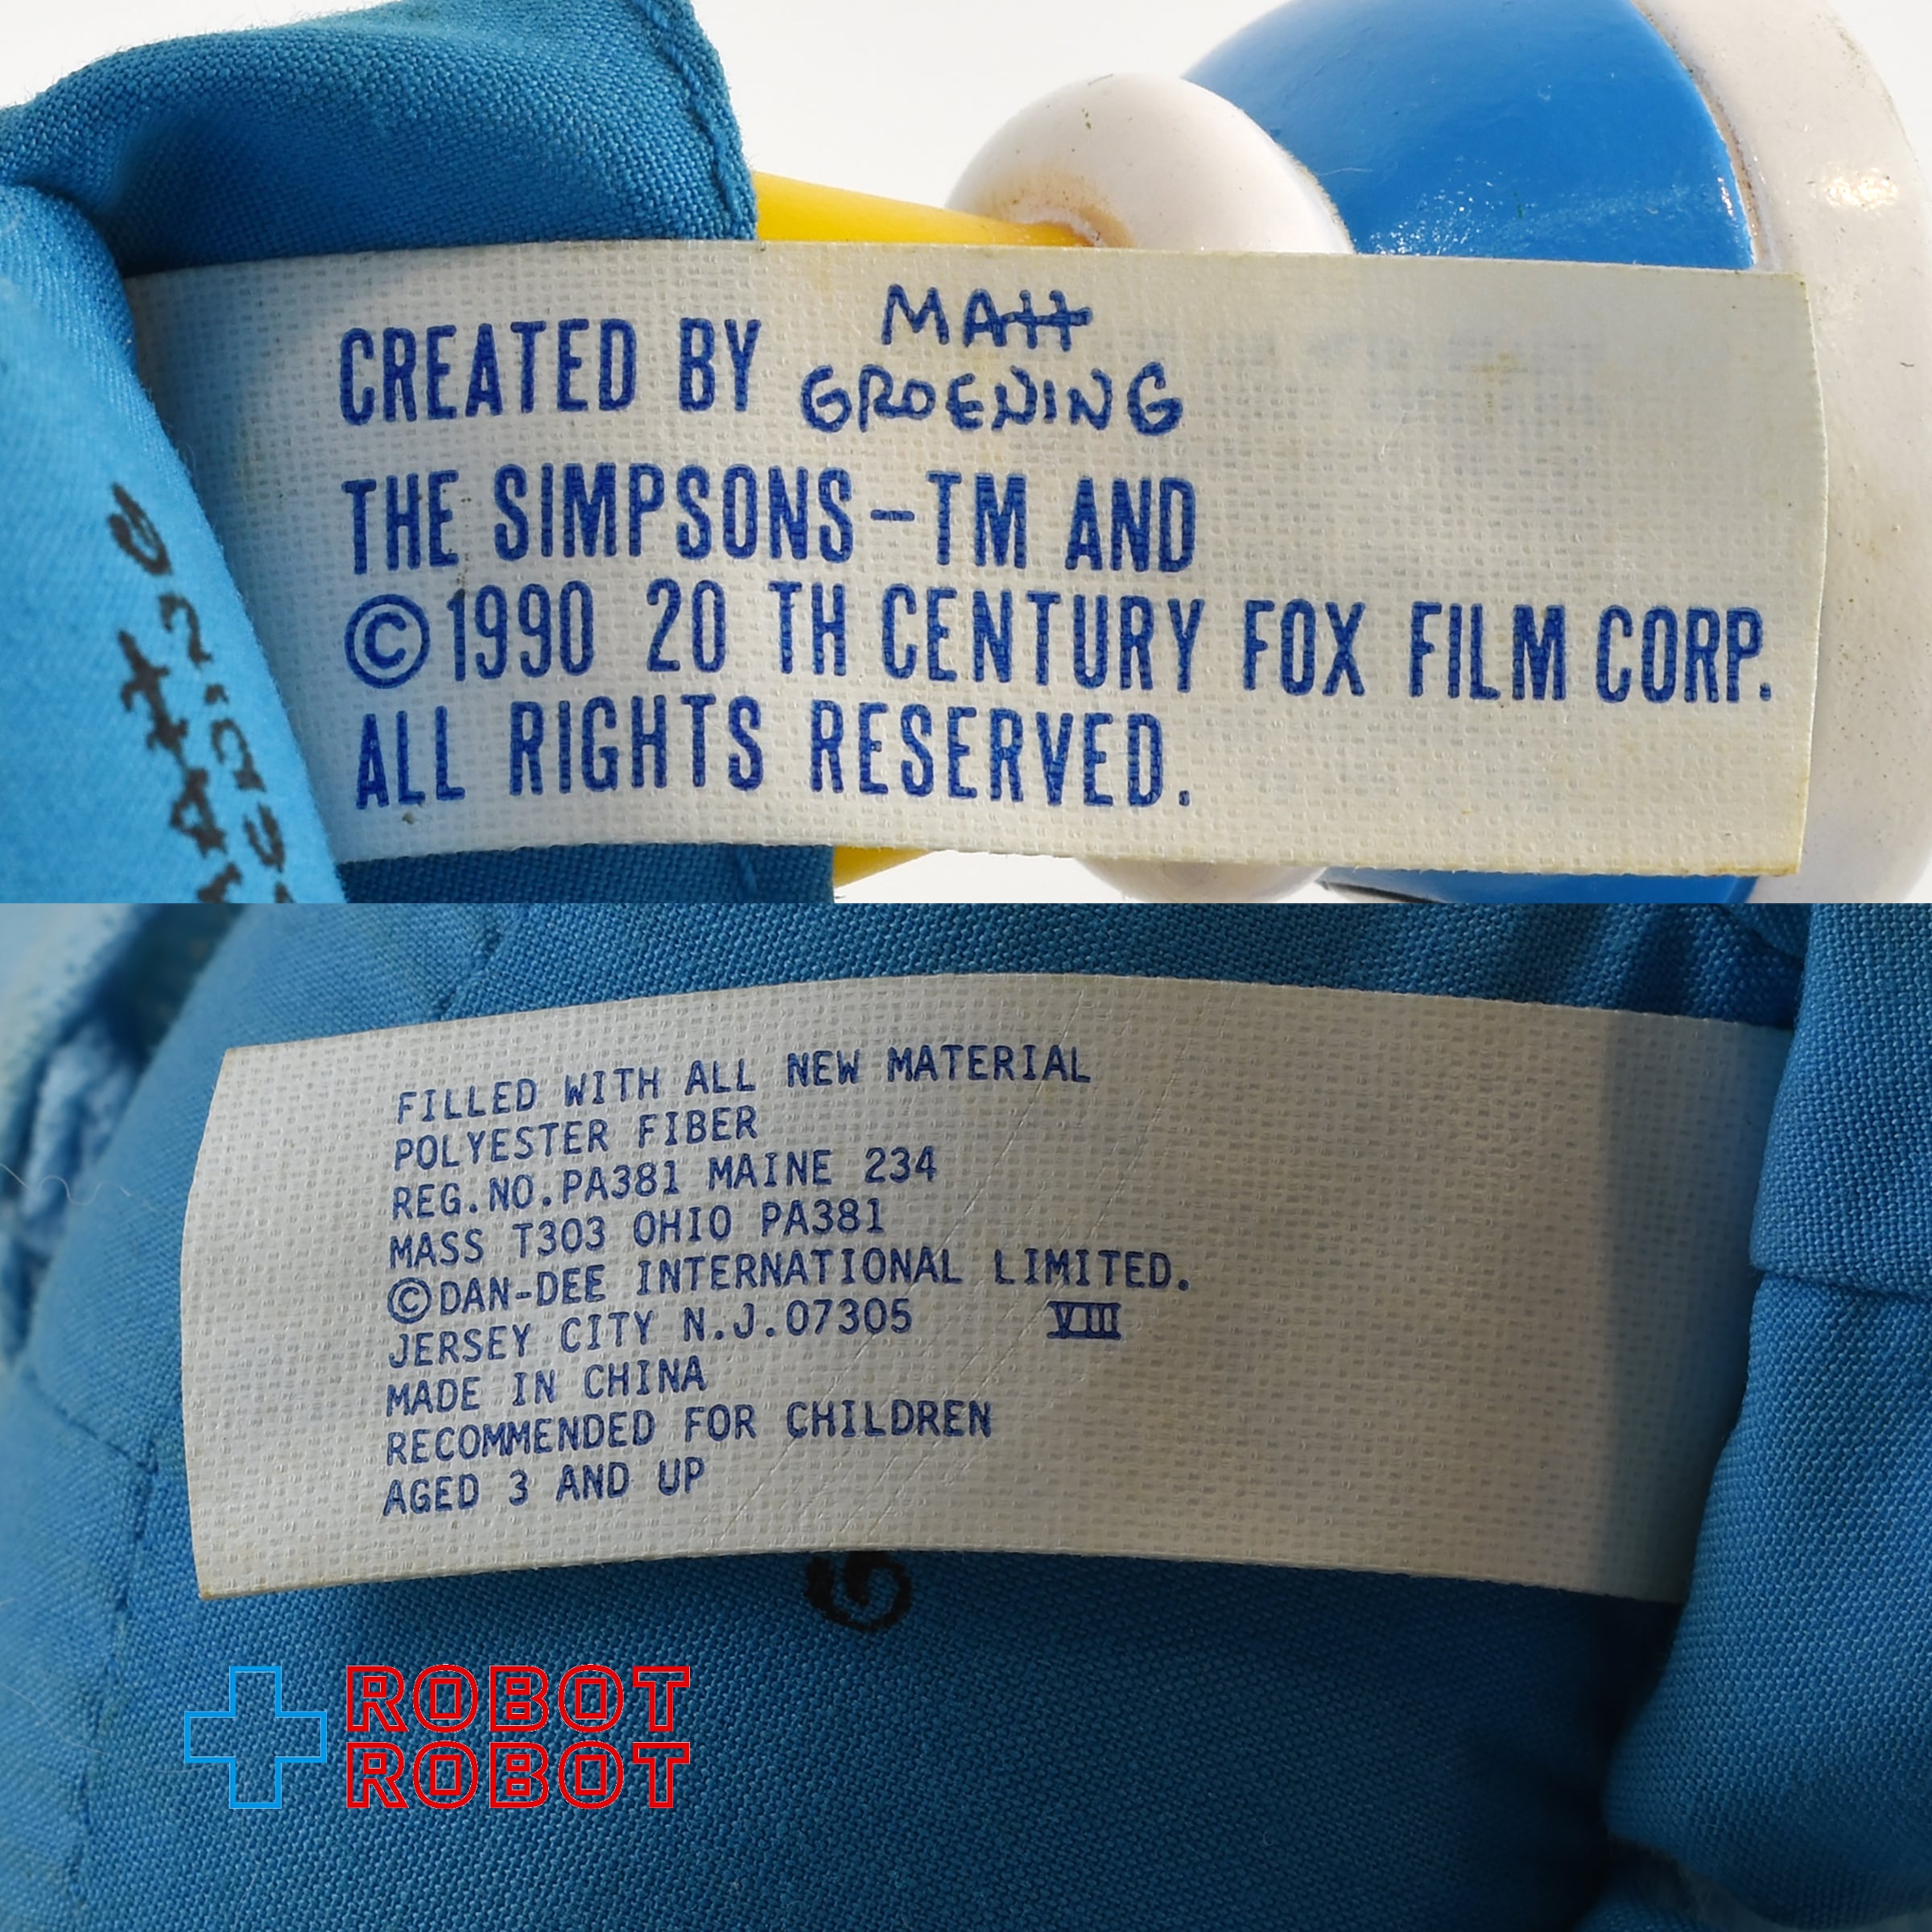 CREATED BY MATT GROENING
THE SIMPSONS-TM AND
©1990 20 TH CENTURY FOX FILM CORP.
ALL RIGHTS RESERVED.
FILLED WITH ALL NEW MATERIAL
POLYESTER FIBER
REG.NO.PA381 MAINE 234
MASS T303 OHIO PA381
©DAN-DEE INTERNATIONAL LIMITED.
JERSEY CITY N.J.07305 VIII
MADE IN CHINA
RECOMMENDED FOR CHILDREN
AGED 3 AND UP
ROBOT
ROBOT